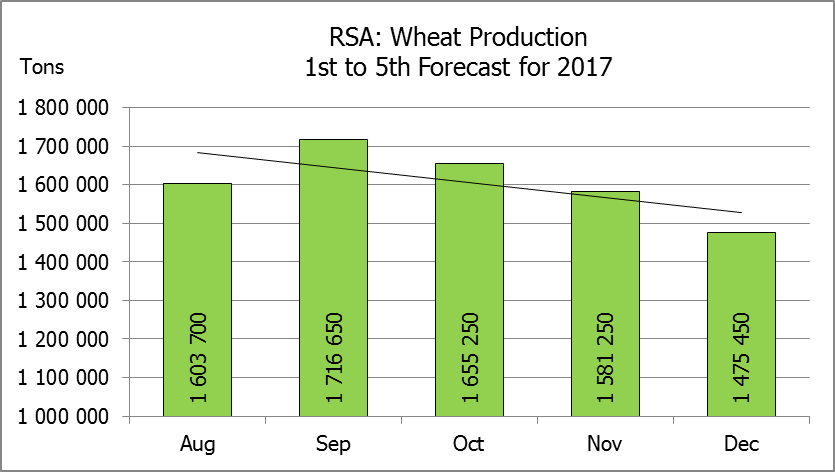 RSA: Wheat Production
1st to 5th Forecast for 2017
Tons
1 800 000
1 700 000
1 600 000
1 500 000
1 400 000
1 300 000
1 200 000
1 100 000
1 000 000
1 603 700
1 716 650
1 655 250
1 581 250
1 475 450
Aug
Sep
Oct
Nov
Dec